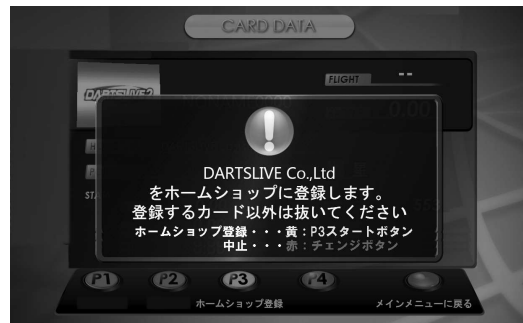 CARD DATA
DARTSLIVE2
FLIGHT --
0.00
DARTSLIVE Co.,Ltd
をホームショップに登録します。
登録するカード以外は抜いてください
ホームショップ登録・・・黄：P3スタートボタン
中止・・・赤：チェンジボタン
P1 P2 P3 P4
ホームショップ登録 メインメニューに戻る